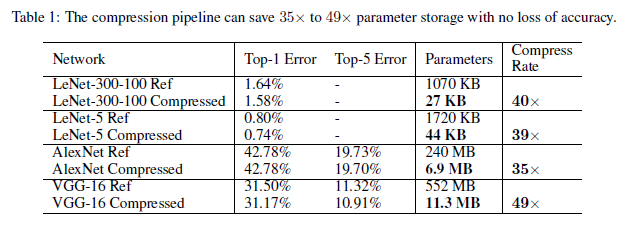 Table 1: The compression pipeline can save 35× to 49× parameter storage with no loss of accuracy.
Network Top-1 Error Top-5 Error Parameters Compress Rate
LeNet-300-100 Ref 1.64% - 1070 KB
LeNet-300-100 Compressed 1.58% - 27 KB 40×
LeNet-5 Ref 0.80% - 1720 KB
LeNet-5 Compressed 0.74% - 44 KB 39×
AlexNet Ref 42.78% 19.73% 240 MB
AlexNet Compressed 42.78% 19.70% 6.9 MB 35×
VGG-16 Ref 31.50% 11.32% 552 MB
VGG-16 Compressed 31.17% 10.91% 11.3 MB 49×